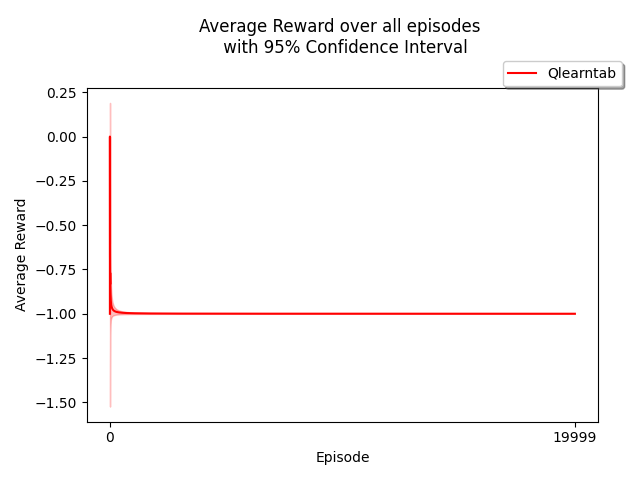 Average Reward over all episodes
with 95% Confidence Interval
Qlearntab
0.25
0.00
−0.25
−0.50
−0.75
−1.00
−1.25
−1.50
Average Reward
0
19999
Episode